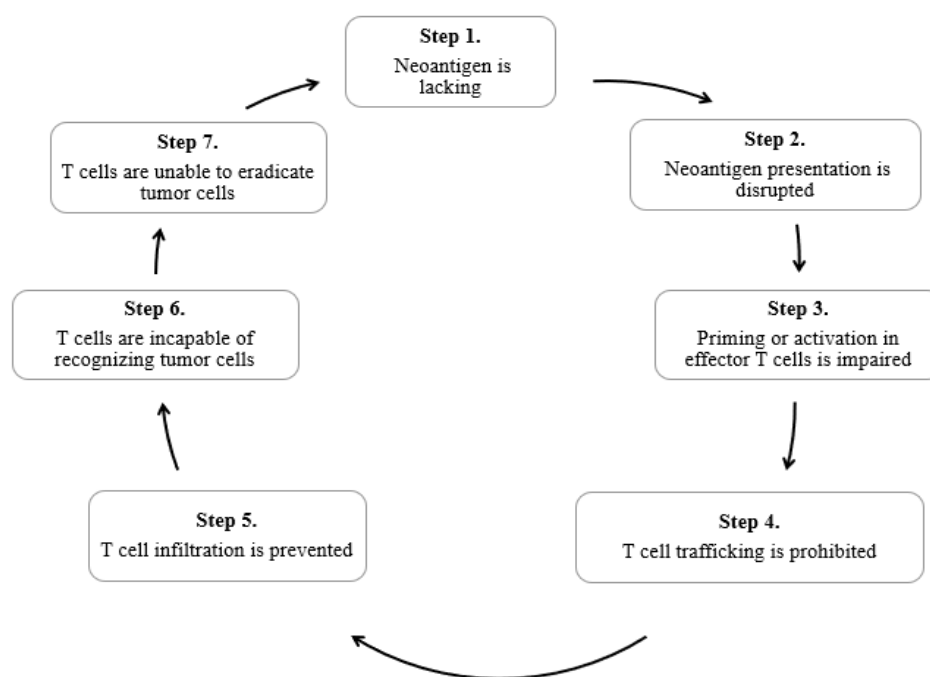 Step 1.
Neoantigen is
lacking
Step 2.
Neoantigen presentation is
disrupted
Step 3.
Priming or activation in
effector T cells is impaired
Step 4.
T cell trafficking is prohibited
Step 5.
T cell infiltration is prevented
Step 6.
T cells are incapable of
recognizing tumor cells
Step 7.
T cells are unable to eradicate
tumor cells